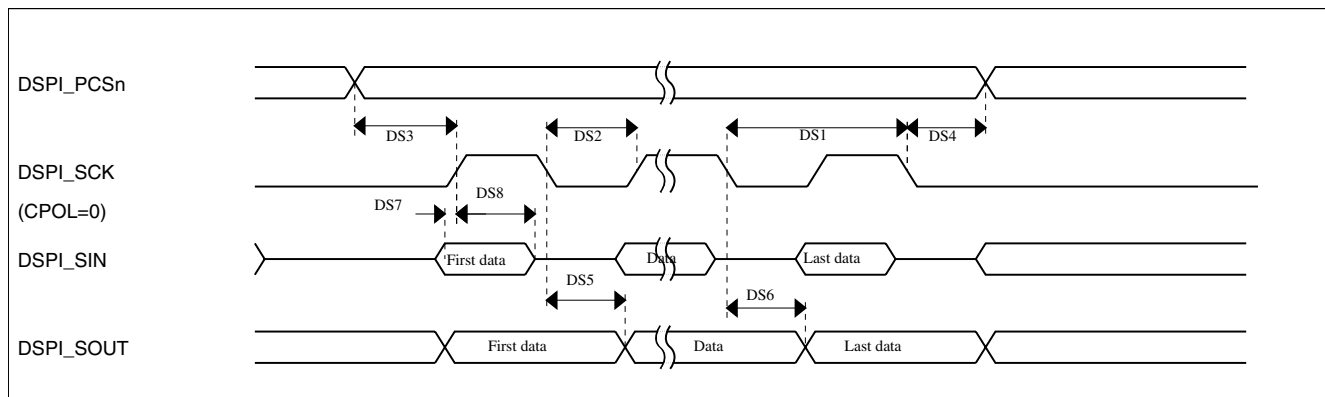 DSPI_PCSn
DS3
DS2
DS1
DS4
DSPI_SCK
(CPOL=0)
DS7
DS8
DSPI_SIN
First data
Data
Last data
DS5
DS6
DSPI_SOUT
First data
Data
Last data